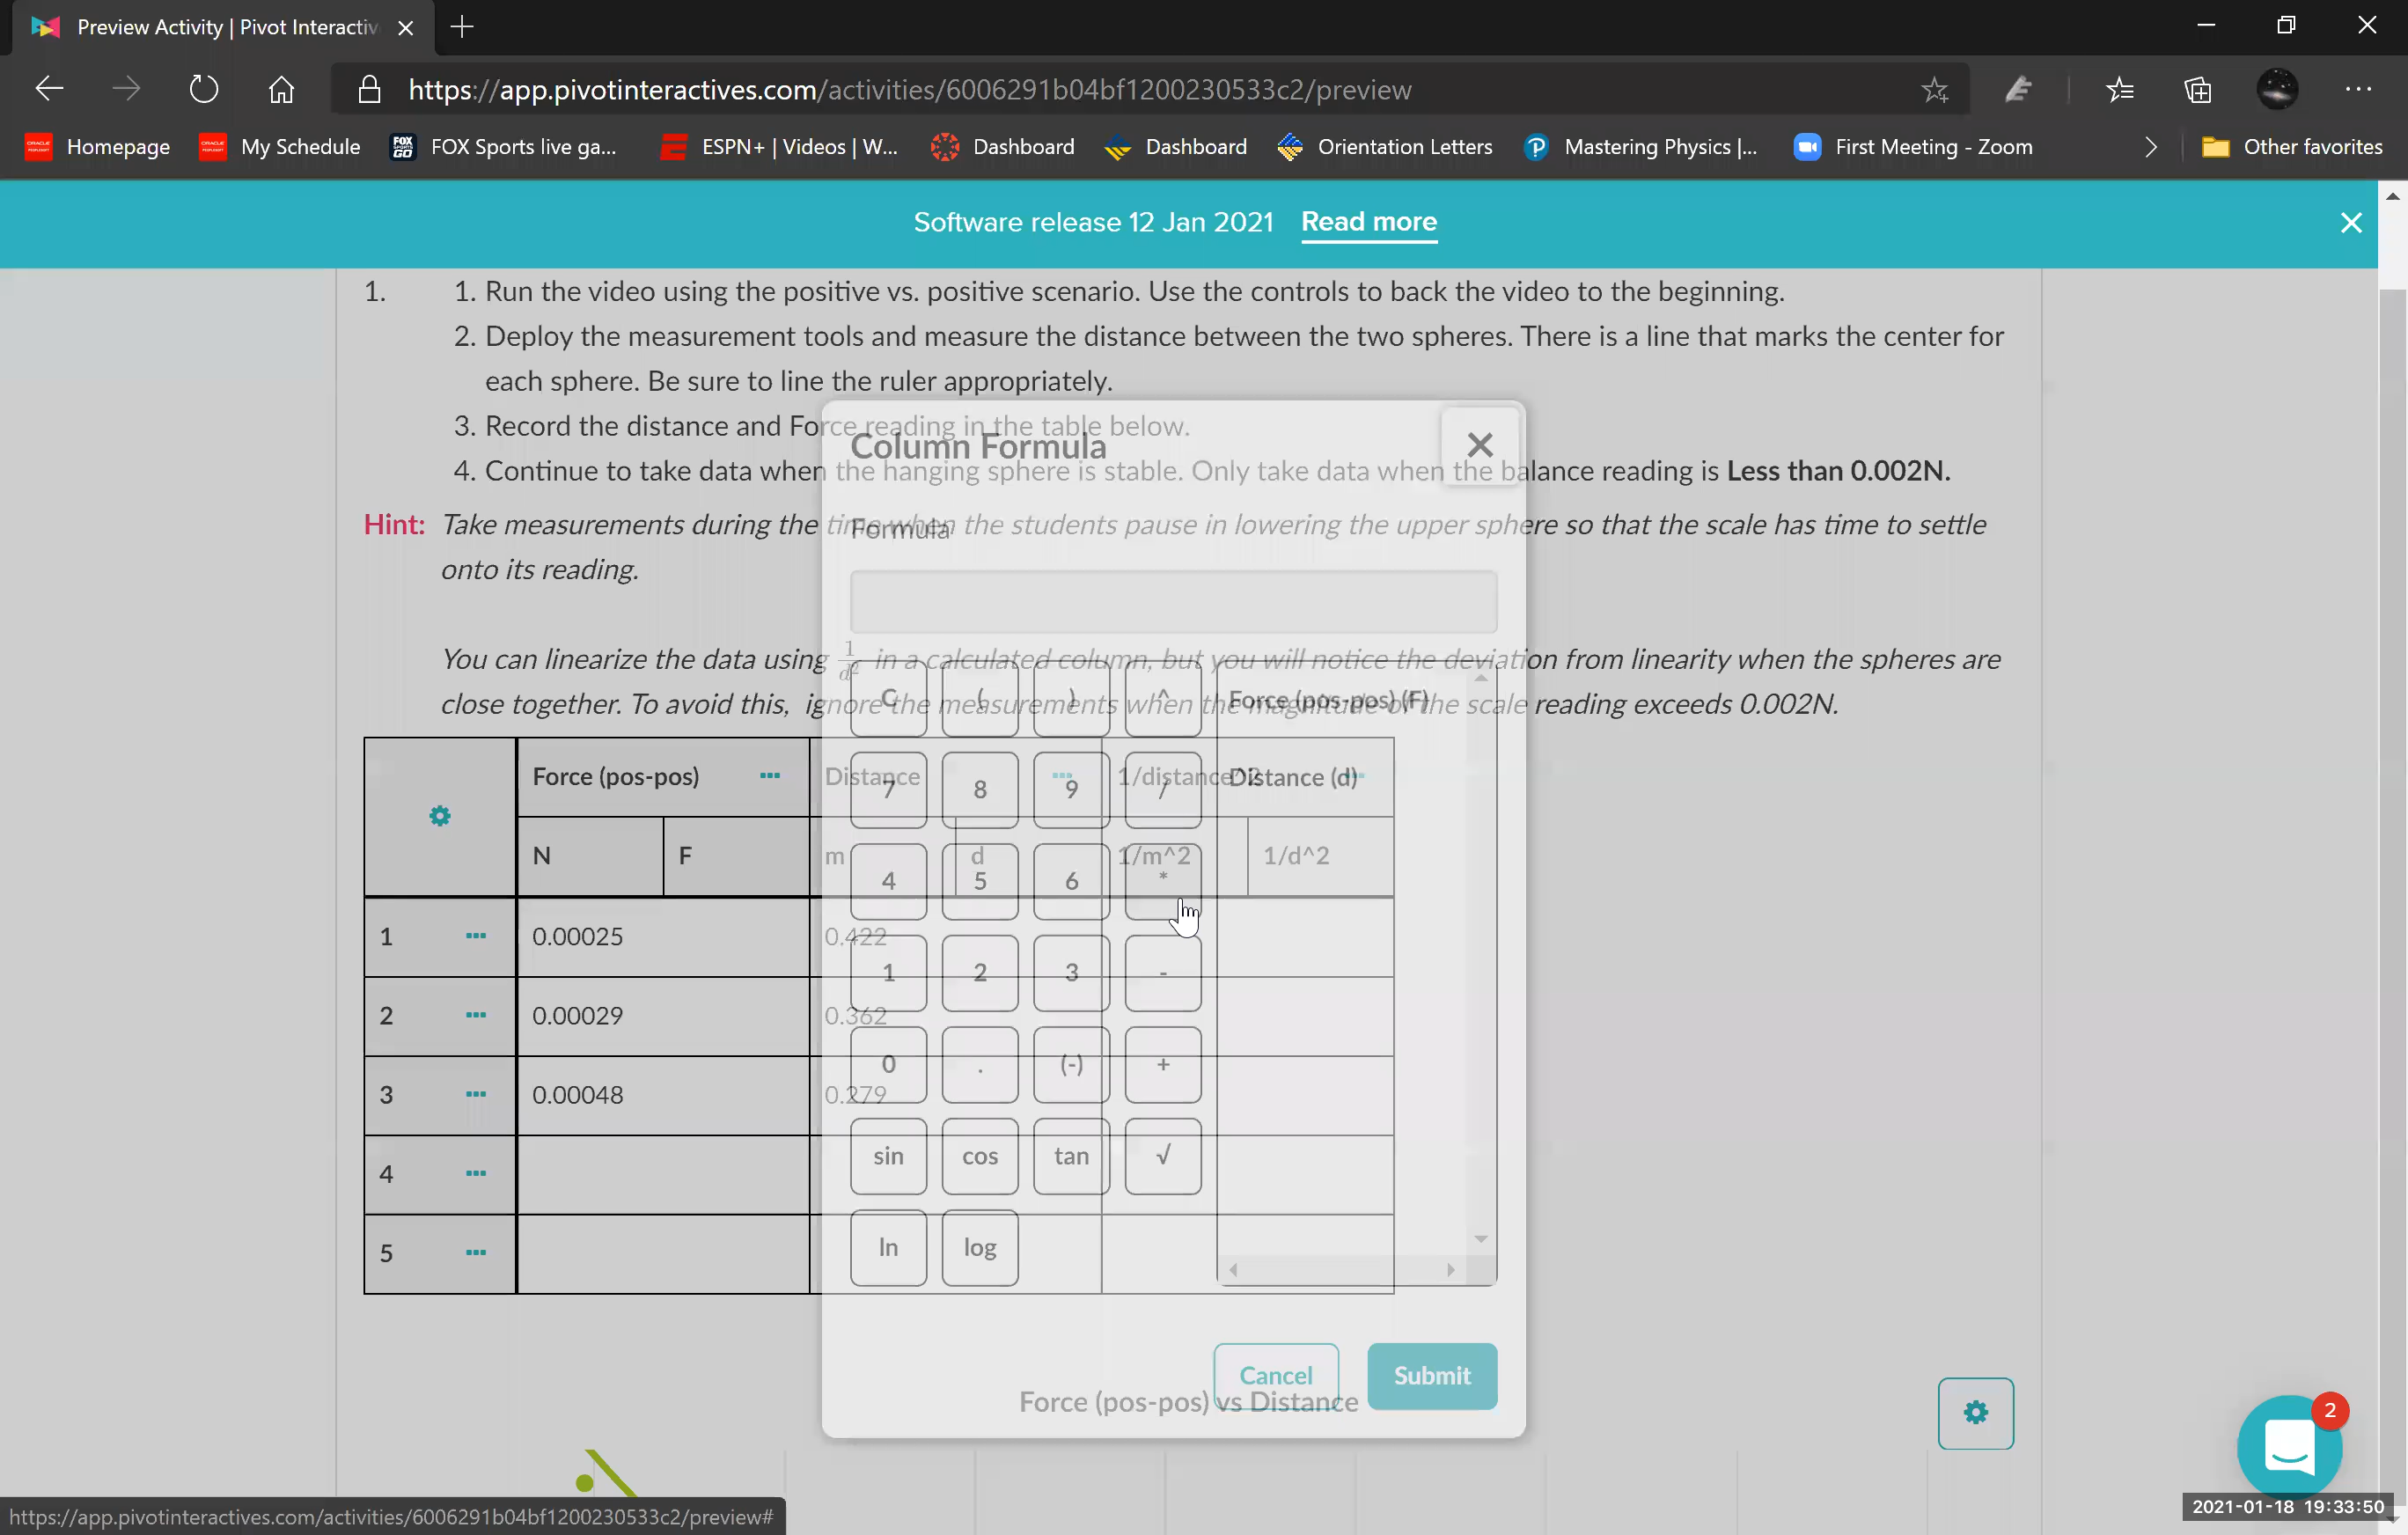 Preview Activity | Pivot Interactiv
https://app.pivotinteractives.com/activities/6006291b04bf1200230533c2/preview
Homepage My Schedule FOX Sports live ga... ESPN+ | Videos | W... Dashboard Dashboard Orientation Letters Mastering Physics |... First Meeting - Zoom Other favorites
Software release 12 Jan 2021 Read more
1. 1. Run the video using the positive vs. positive scenario. Use the controls to back the video to the beginning.
2. Deploy the measurement tools and measure the distance between the two spheres. There is a line that marks the center for
each sphere. Be sure to line the ruler appropriately.
3. Record the distance and Force reading in the table below.
Column Formula
4. Continue to take data when the hanging sphere is stable. Only take data when the balance reading is Less than 0.002N.
Hint: Take measurements during the time when the students pause in lowering the upper sphere so that the scale has time to settle
Formula
onto its reading.
You can linearize the data using 1/d² in a calculated column, but you will notice the deviation from linearity when the spheres are
close together. To avoid this, ignore the measurements when the magnitude of the scale reading exceeds 0.002N.
C ( ) ^ Force (pos-pos) (F)
Force (pos-pos) ... Distance ... 1/distance^2 ...
7 8 9 / Distance (d)
N F m d 1/m^2 1/d^2
4 5 6 *
1 ... 0.00025 0.422
1 2 3 -
2 ... 0.00029 0.362
0 . (-) +
3 ... 0.00048 0.279
sin cos tan √
4 ...
ln log
5 ...
Cancel Submit
Force (pos-pos) vs Distance
2
https://app.pivotinteractives.com/activities/6006291b04bf1200230533c2/preview#
2021-01-18 19:33:50